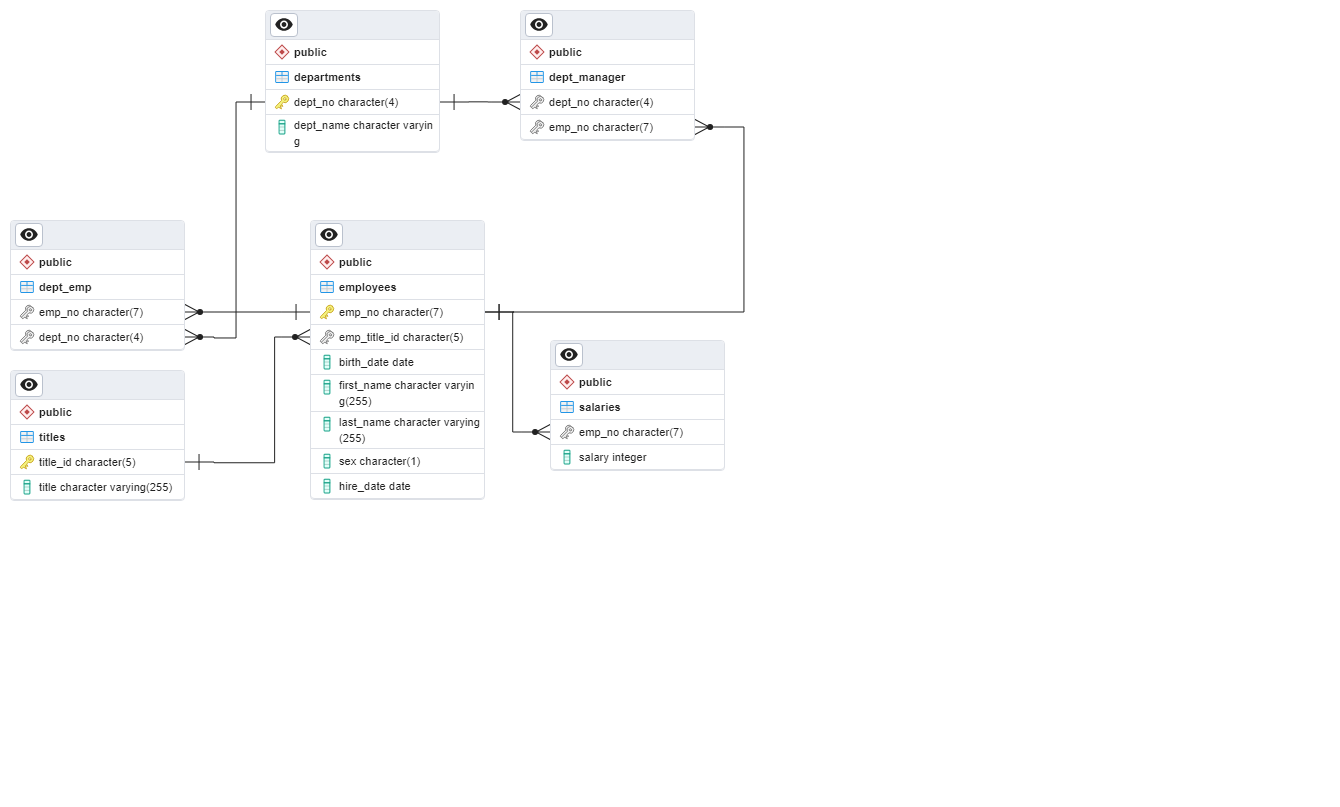 public
departments
dept_no character(4)
dept_name character varyin
g
public
dept_manager
dept_no character(4)
emp_no character(7)
public
dept_emp
emp_no character(7)
dept_no character(4)
public
employees
emp_no character(7)
emp_title_id character(5)
birth_date date
first_name character varyin
g(255)
last_name character varying
(255)
sex character(1)
hire_date date
public
titles
title_id character(5)
title character varying(255)
public
salaries
emp_no character(7)
salary integer